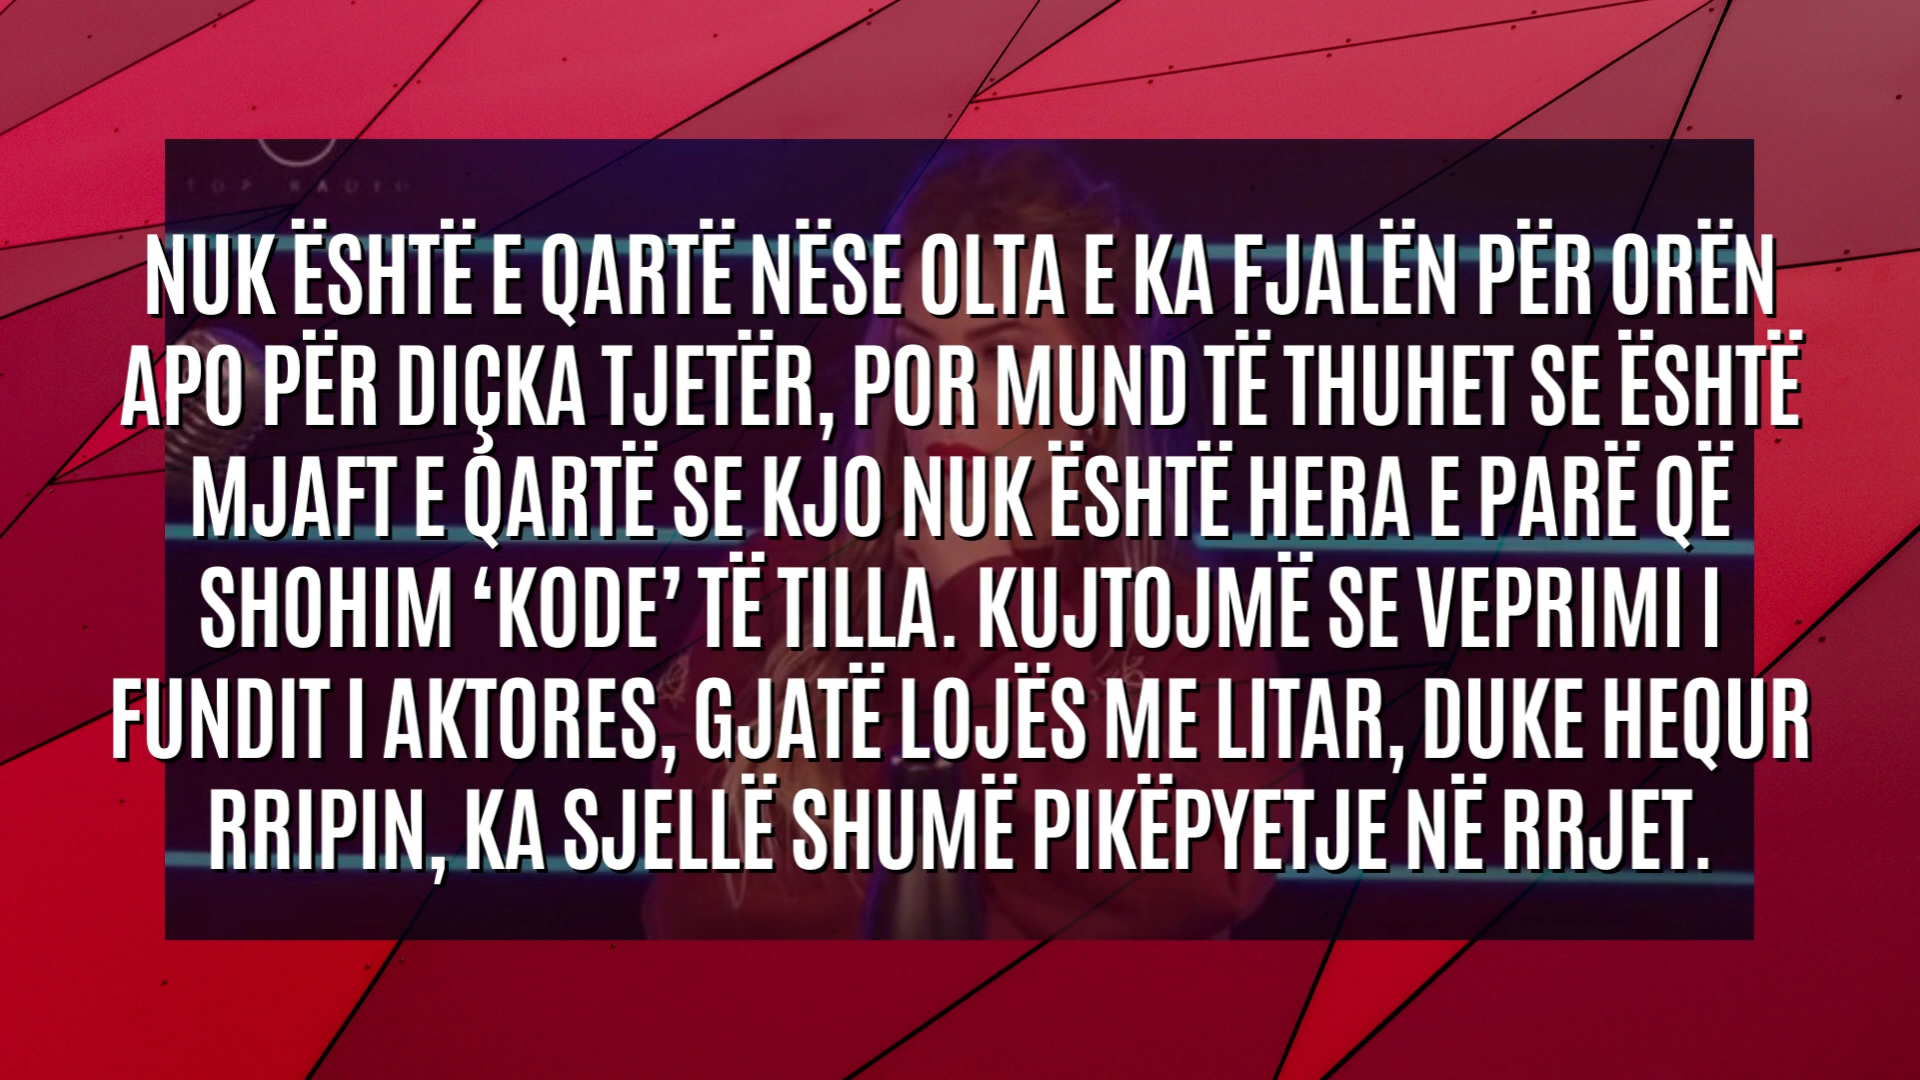 TOP RADIO
NUK ËSHTË E QARTË NËSE OLTA E KA FJALËN PËR ORËN
APO PËR DIÇKA TJETËR, POR MUND TË THUHET SE ËSHTË
MJAFT E QARTË SE KJO NUK ËSHTË HERA E PARË QË
SHOHIM ‘KODE’ TË TILLA. KUJTOJMË SE VEPRIMI I
FUNDIT I AKTORES, GJATË LOJËS ME LITAR, DUKE HEQUR
RRIPIN, KA SJELLË SHUMË PIKËPYETJE NË RRJET.